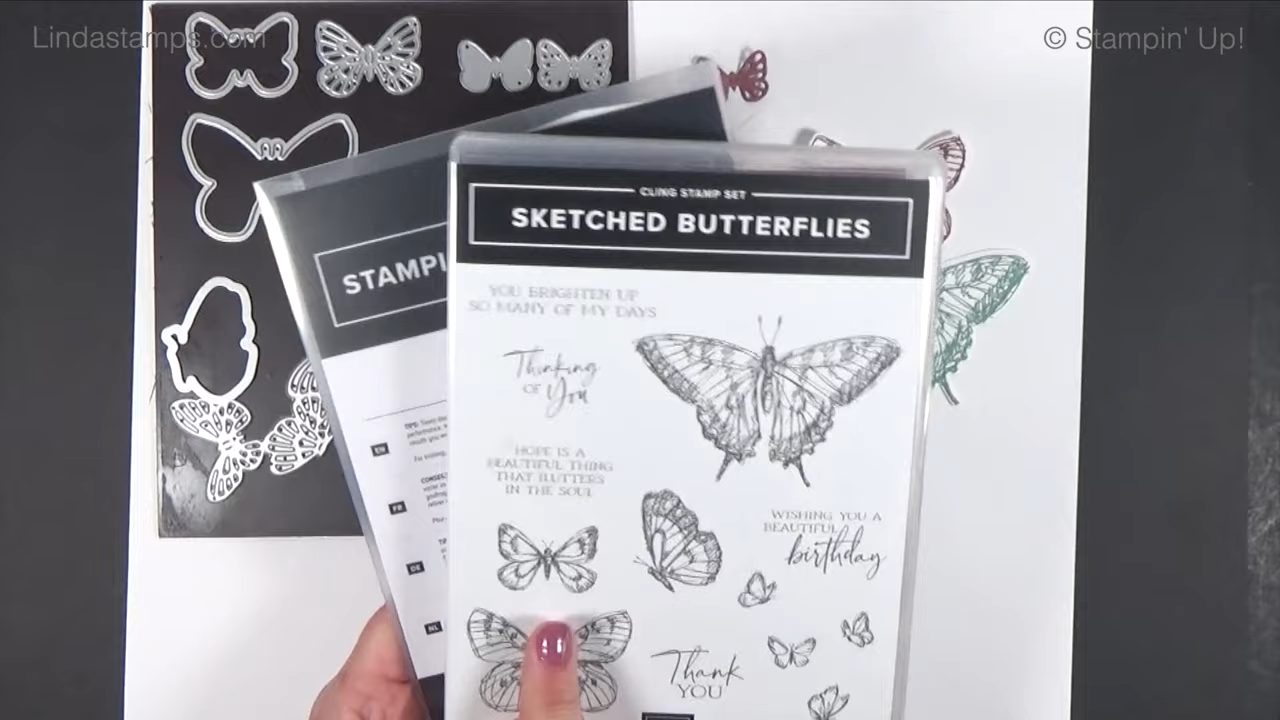 Lindastamps.com
© Stampin' Up!
CLING STAMP SET
SKETCHED BUTTERFLIES
STAMPI
YOU BRIGHTEN UP
SO MANY OF MY DAYS
Thinking
OF You
HOPE IS A
BEAUTIFUL THING
THAT FLUTTERS
IN THE SOUL
WISHING YOU A
BEAUTIFUL
birthday
Thank
YOU
EN
FR
DE
NL